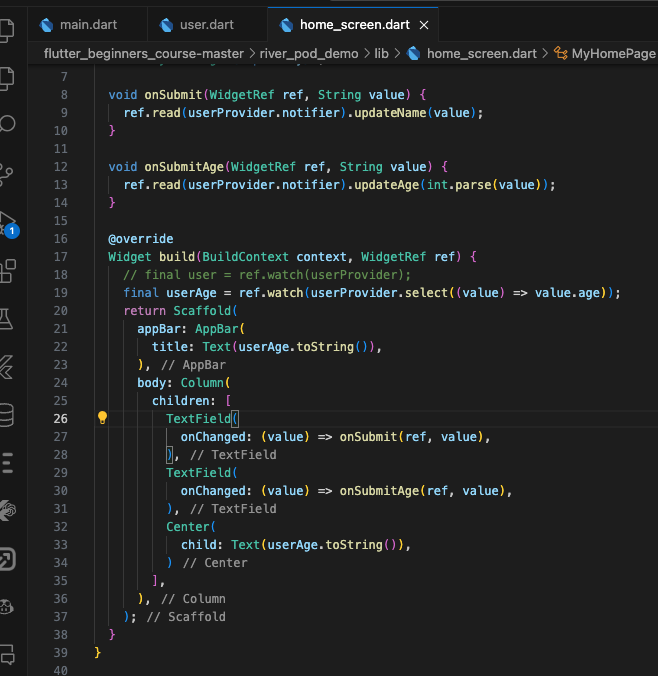 main.dart
user.dart
home_screen.dart
flutter_beginners_course-master > river_pod_demo > lib > home_screen.dart > MyHomePage
7
8 void onSubmit(WidgetRef ref, String value) {
9 ref.read(userProvider.notifier).updateName(value);
10 }
11
12 void onSubmitAge(WidgetRef ref, String value) {
13 ref.read(userProvider.notifier).updateAge(int.parse(value));
14 }
15
16 @override
17 Widget build(BuildContext context, WidgetRef ref) {
18 // final user = ref.watch(userProvider);
19 final userAge = ref.watch(userProvider.select((value) => value.age));
20 return Scaffold(
21 appBar: AppBar(
22 title: Text(userAge.toString()),
23 ), // AppBar
24 body: Column(
25 children: [
26 TextField(
27 onChanged: (value) => onSubmit(ref, value),
28 ), // TextField
29 TextField(
30 onChanged: (value) => onSubmitAge(ref, value),
31 ), // TextField
32 Center(
33 child: Text(userAge.toString()),
34 ) // Center
35 ],
36 ), // Column
37 ); // Scaffold
38 }
39 }
40
1